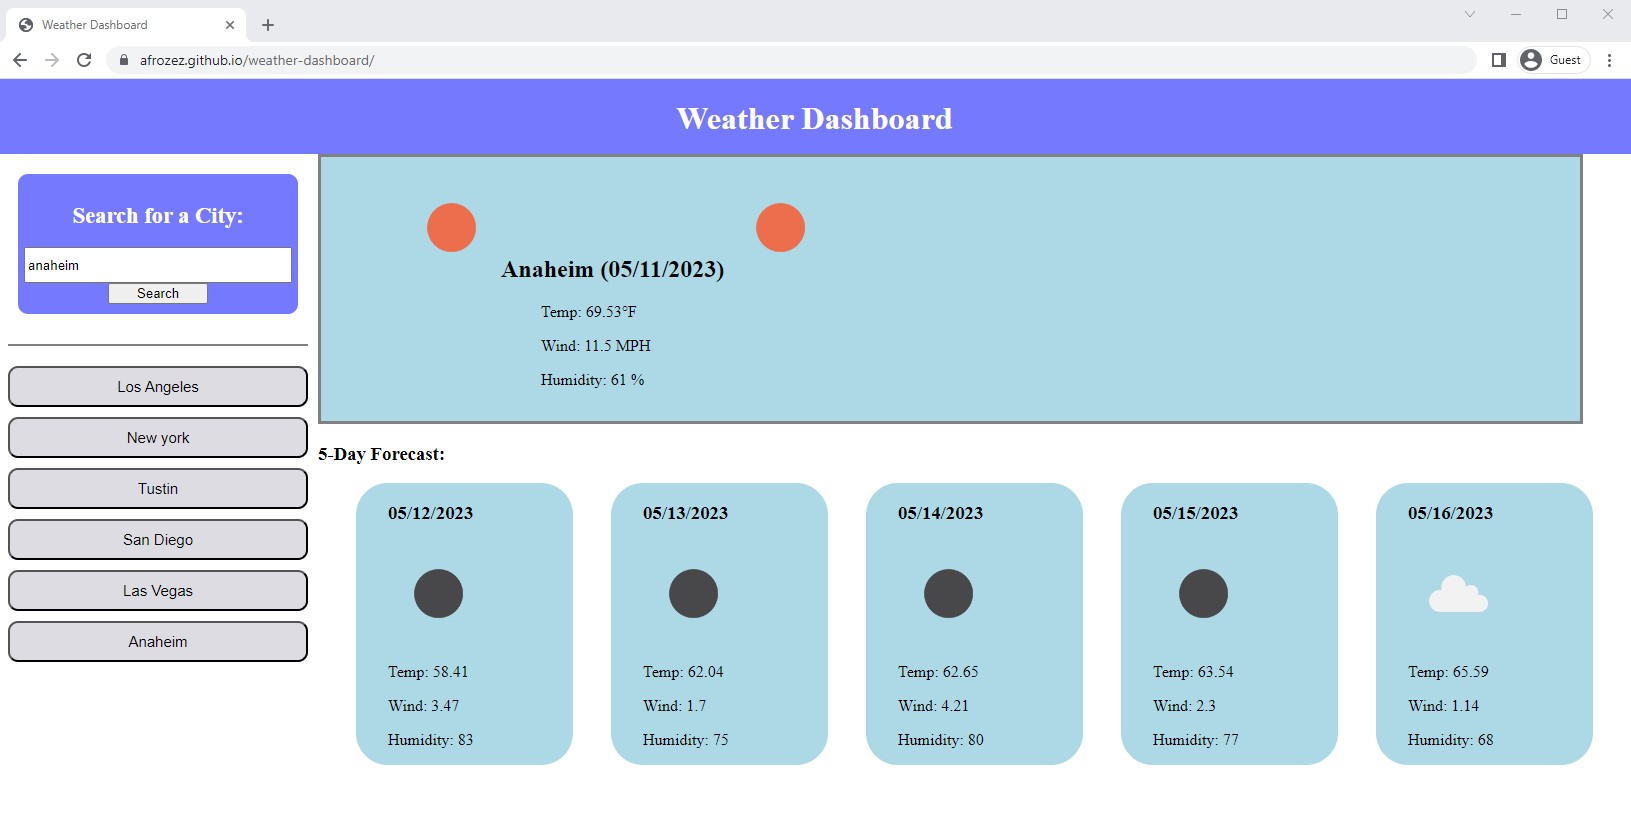 Weather Dashboard
afrozez.github.io/weather-dashboard/
Guest
Weather Dashboard
Search for a City:
anaheim
Search
Los Angeles
New york
Tustin
San Diego
Las Vegas
Anaheim
Anaheim (05/11/2023)
Temp: 69.53°F
Wind: 11.5 MPH
Humidity: 61 %
5-Day Forecast:
05/12/2023
Temp: 58.41
Wind: 3.47
Humidity: 83
05/13/2023
Temp: 62.04
Wind: 1.7
Humidity: 75
05/14/2023
Temp: 62.65
Wind: 4.21
Humidity: 80
05/15/2023
Temp: 63.54
Wind: 2.3
Humidity: 77
05/16/2023
Temp: 65.59
Wind: 1.14
Humidity: 68